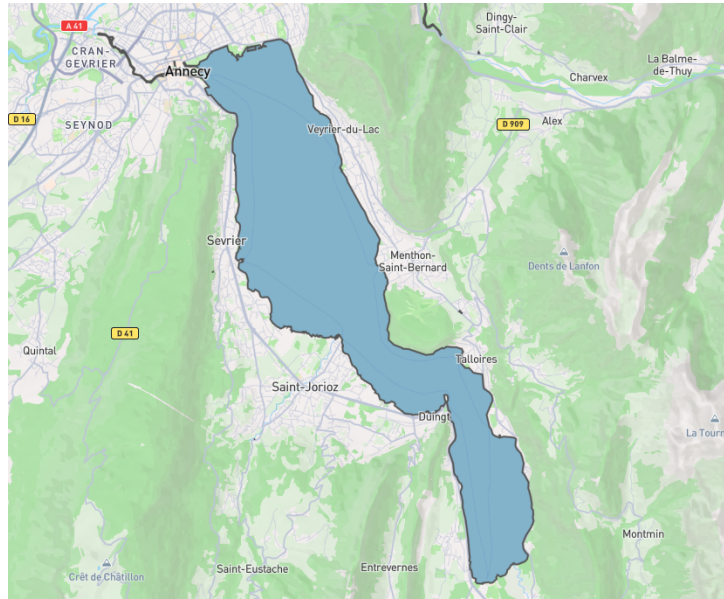 Dingy-
Saint-Clair
A 41
CRAN-
GEVRIER
La Balme-
de-Thuy
Annecy
Charvex
D 16
SEYNOD
Veyrier-du-Lac
D 909
Alex
Sevrier
Menthon-
Saint-Bernard
Dents de Lanfon
D 41
Quintal
Talloires
Saint-Jorioz
Duingt
La Tourn
Montmin
Saint-Eustache
Entrevernes
Crêt de Châtillon